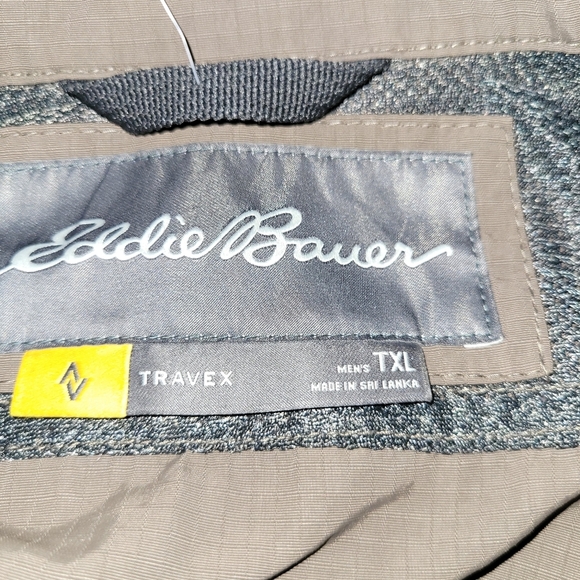 Eddie Bauer
TRAVEX
MEN'S TXL
MADE IN SRI LANKA